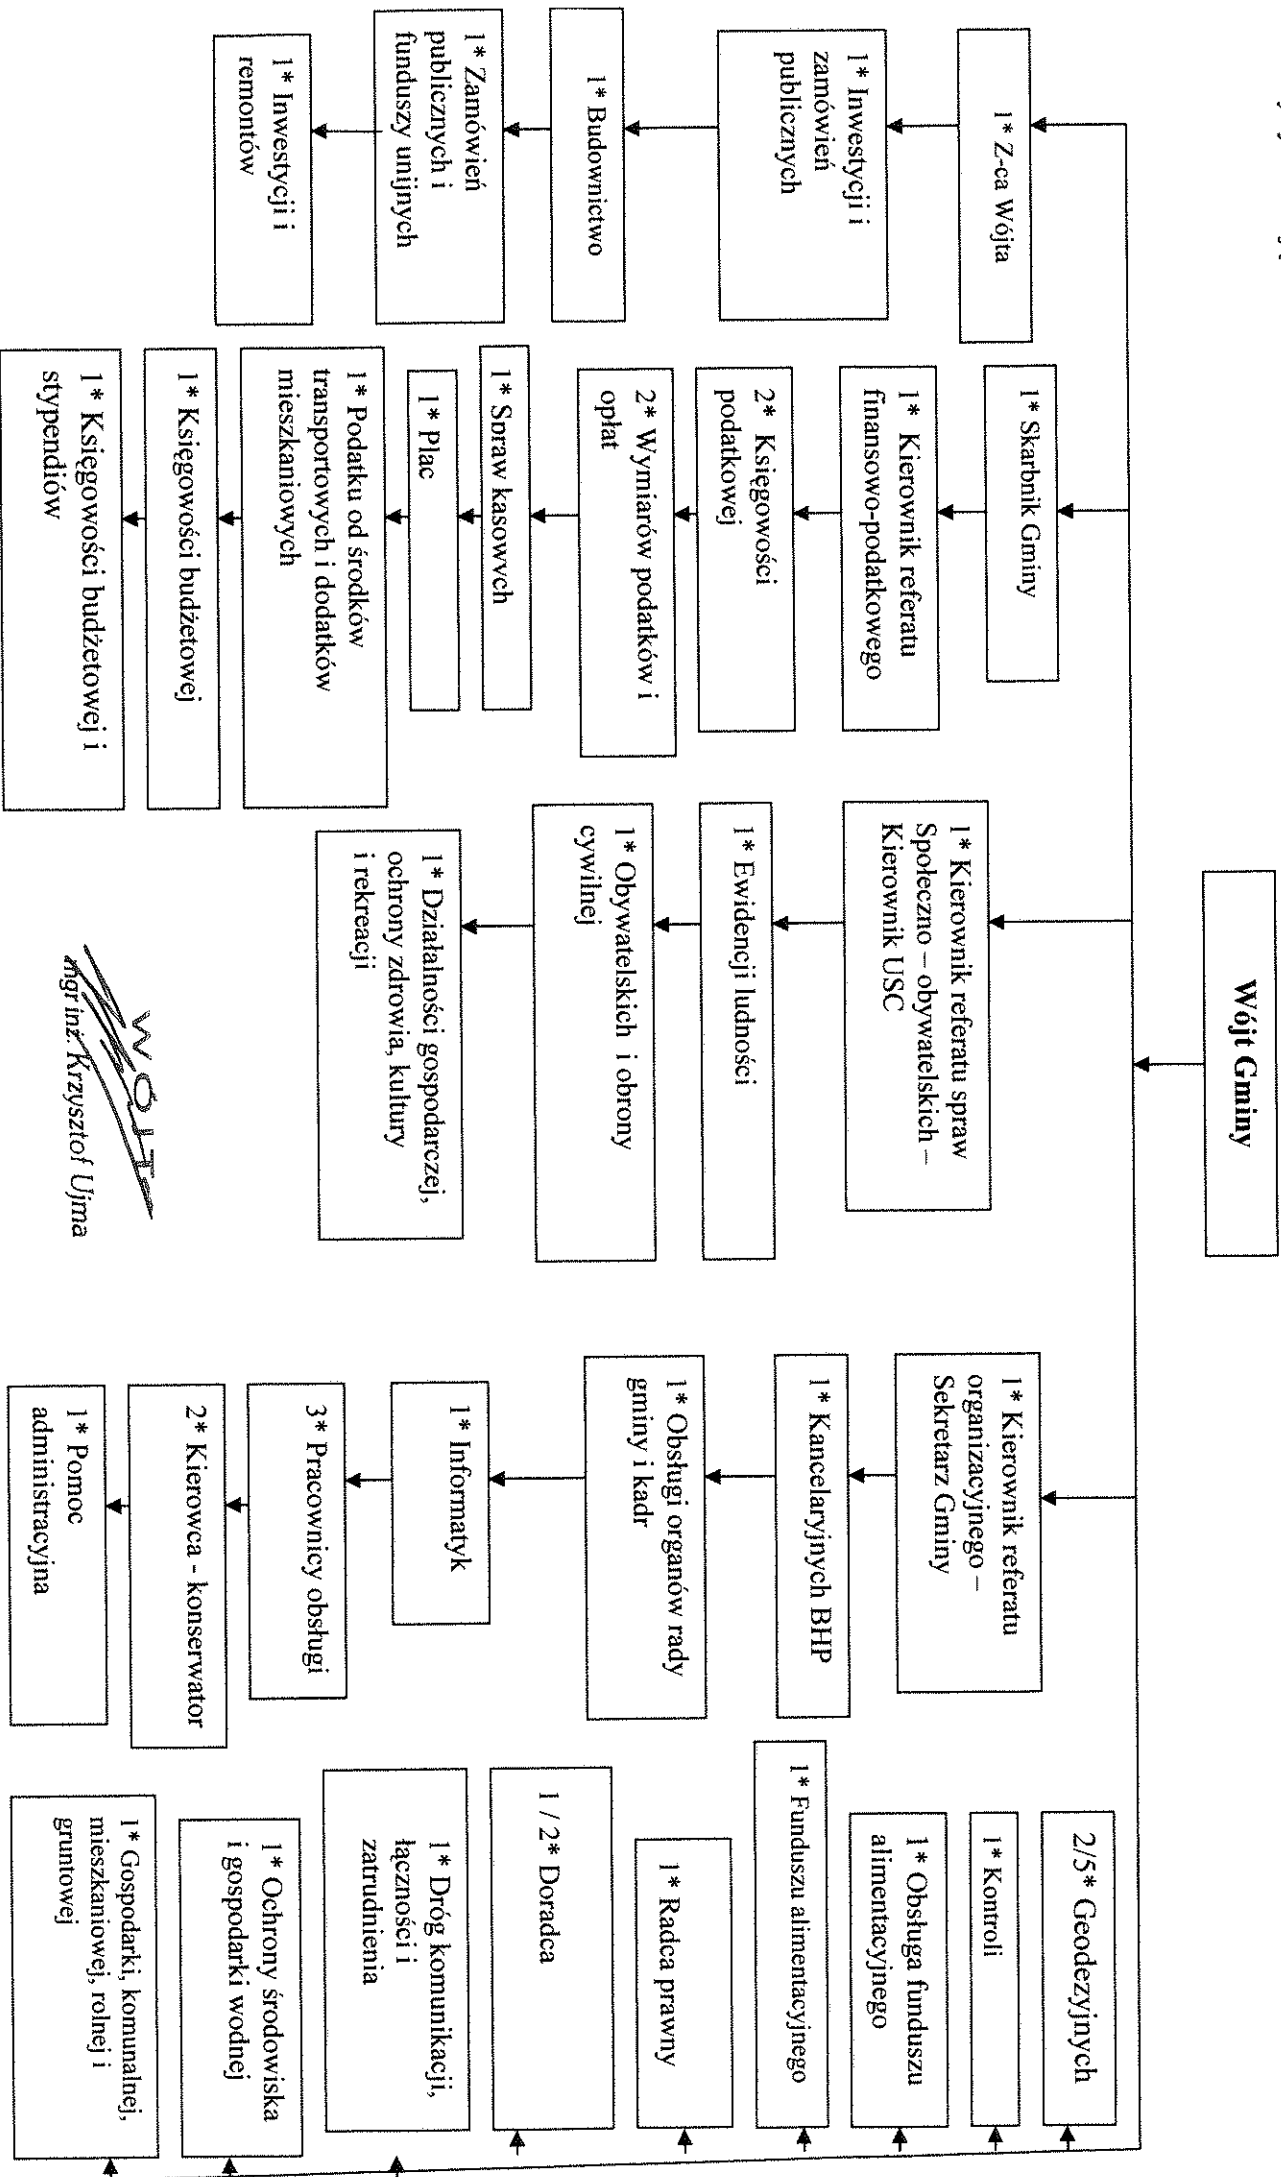 Wójt Gminy
1* Z-ca Wójta
1* Inwestycji i
zamówień
publicznych
1* Budownictwo
1* Zamówień
publicznych i
funduszy unijnych
1* Inwestycji i
remontów
1* Skarbnik Gminy
1* Kierownik referatu
finansowo-podatkowego
2* Księgowości
podatkowej
2* Wymiarów podatków i
opłat
1* Spraw kasowych
1* Płac
1* Podatku od środków
transportowych i dodatków
mieszkaniowych
1* Księgowości budżetowej
1* Księgowości budżetowej i
stypendiów
1* Kierownik referatu spraw
Społeczno – obywatelskich –
Kierownik USC
1* Ewidencji ludności
1* Obywatelskich i obrony
cywilnej
1* Działalności gospodarczej,
ochrony zdrowia, kultury
i rekreacji
1* Kierownik referatu
organizacyjnego –
Sekretarz Gminy
1* Kancelaryjnych BHP
1* Obsługi organów rady
gminy i kadr
1* Informatyk
3* Pracownicy obsługi
2* Kierowca - konserwator
1* Pomoc
administracyjna
2/5* Geodezyjnych
1* Kontroli
1* Obsługa funduszu
alimentacyjnego
1* Funduszu alimentacyjnego
1* Radca prawny
1 / 2* Doradca
1* Dróg komunikacji,
łączności i
zatrudnienia
1* Ochrony środowiska
i gospodarki wodnej
1* Gospodarki, komunalnej,
mieszkaniowej, rolnej i
gruntowej
WÓJT
mgr inż. Krzysztof Ujma